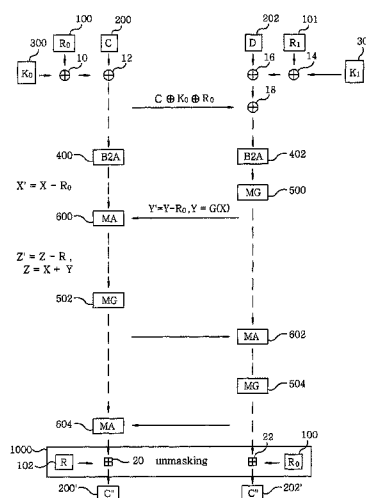 100 200 202 101
300 R₀ C D R₁ 30
K₀ 10 12 16 14 K₁
C ⊕ K₀ ⊕ R₀ 18
400 B2A B2A 402
X' = X - R₀ MG 500
600 MA Y'=Y-R₀, Y = G(X)
Z' = Z - R ,
Z = X + Y
502 MG
MA 602
MG 504
604 MA
1000 100
102 R 20 unmasking 22 R₀
200' C" C" 202'